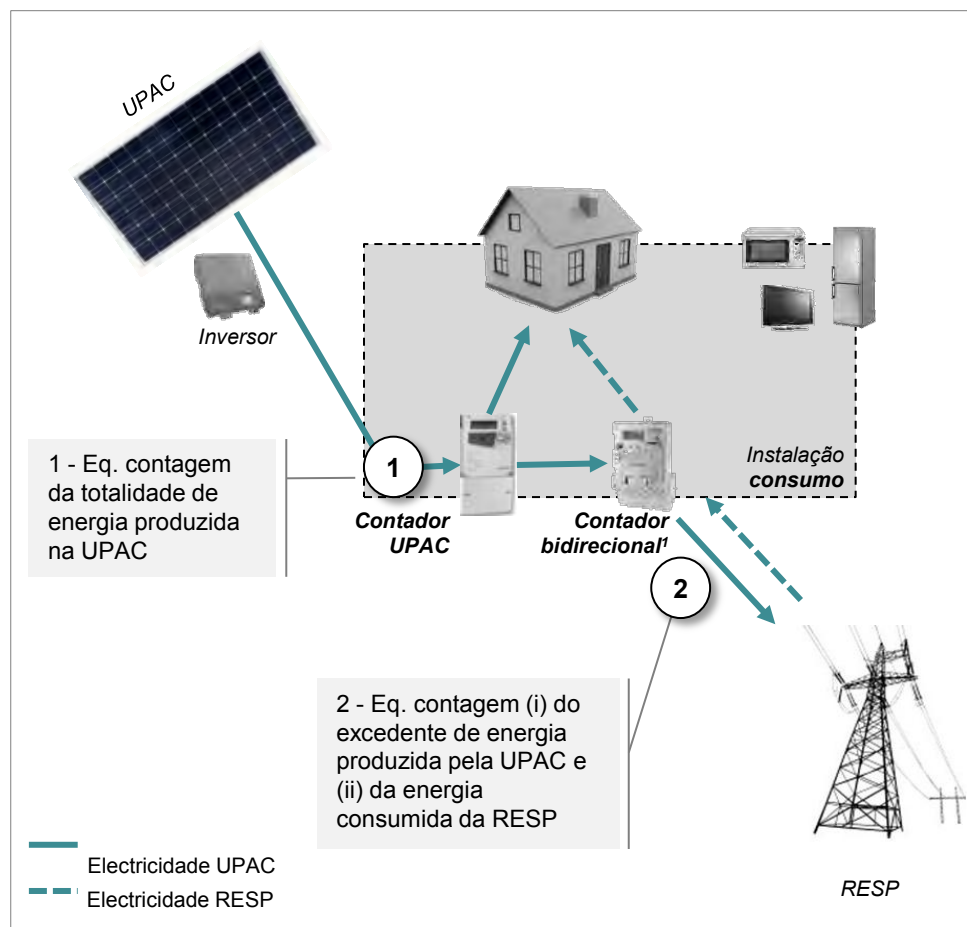 UPAC
Inversor
1
1 - Eq. contagem
da totalidade de
energia produzida
na UPAC
Contador
UPAC
Contador
bidirecional¹
Instalação
consumo
2
2 - Eq. contagem (i) do
excedente de energia
produzida pela UPAC e
(ii) da energia
consumida da RESP
Electricidade UPAC
Electricidade RESP
RESP